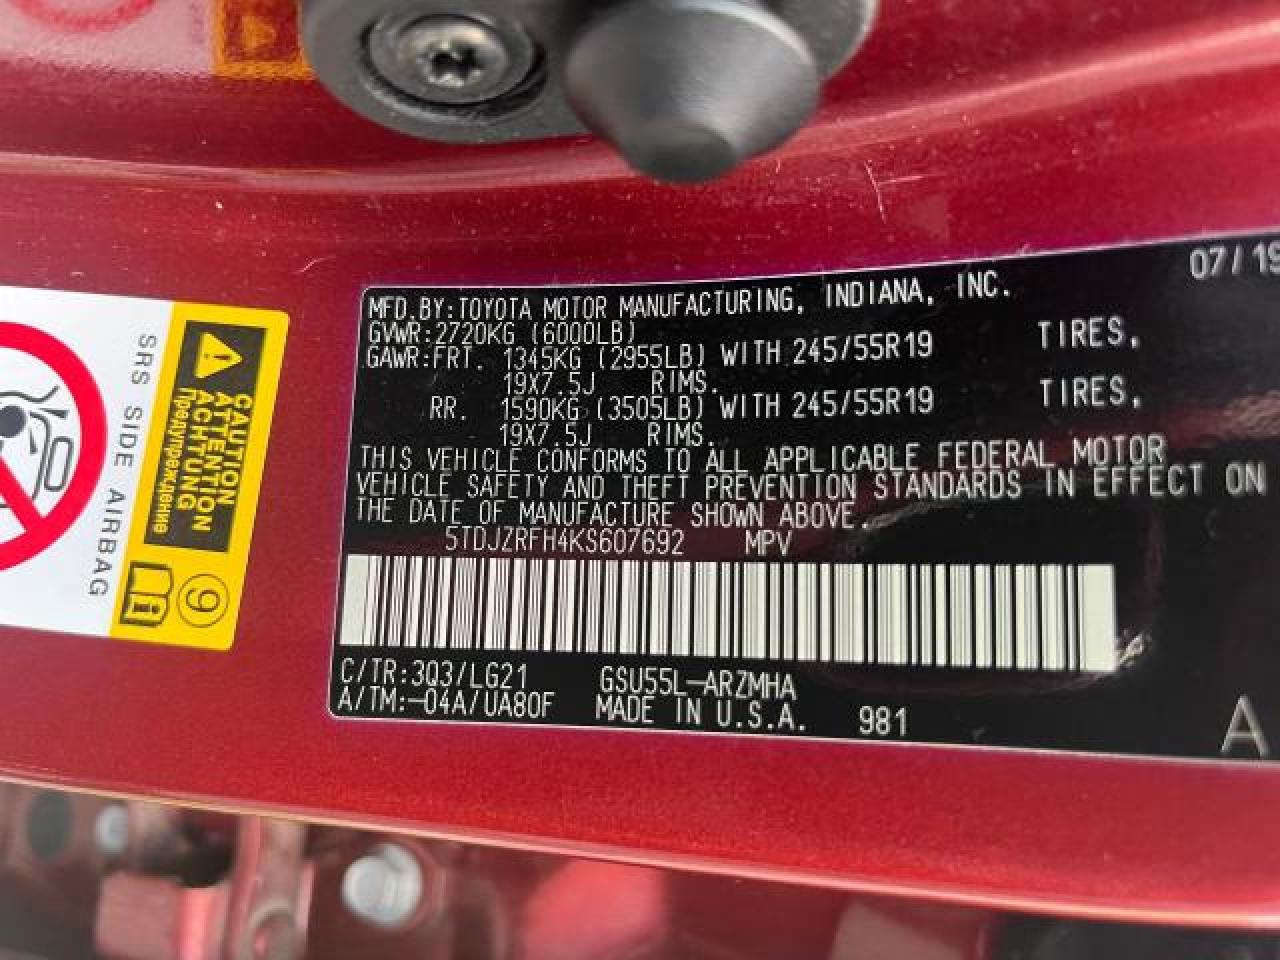 07/19
MFD.BY:TOYOTA MOTOR MANUFACTURING, INDIANA, INC.
GVWR:2720KG (6000LB)
GAWR:FRT. 1345KG (2955LB) WITH 245/55R19 TIRES,
19X7.5J RIMS.
RR. 1590KG (3505LB) WITH 245/55R19 TIRES,
19X7.5J RIMS.
THIS VEHICLE CONFORMS TO ALL APPLICABLE FEDERAL MOTOR
VEHICLE SAFETY AND THEFT PREVENTION STANDARDS IN EFFECT ON
THE DATE OF MANUFACTURE SHOWN ABOVE.
5TDJZRFH4KS607692 MPV
C/TR:3Q3/LG21 GSU55L-ARZMHA
A/TM:-04A/UA80F MADE IN U.S.A. 981
A
CAUTION
ATTENTION
ACHTUNG
Предупреждение
9
SRS SIDE AIRBAG